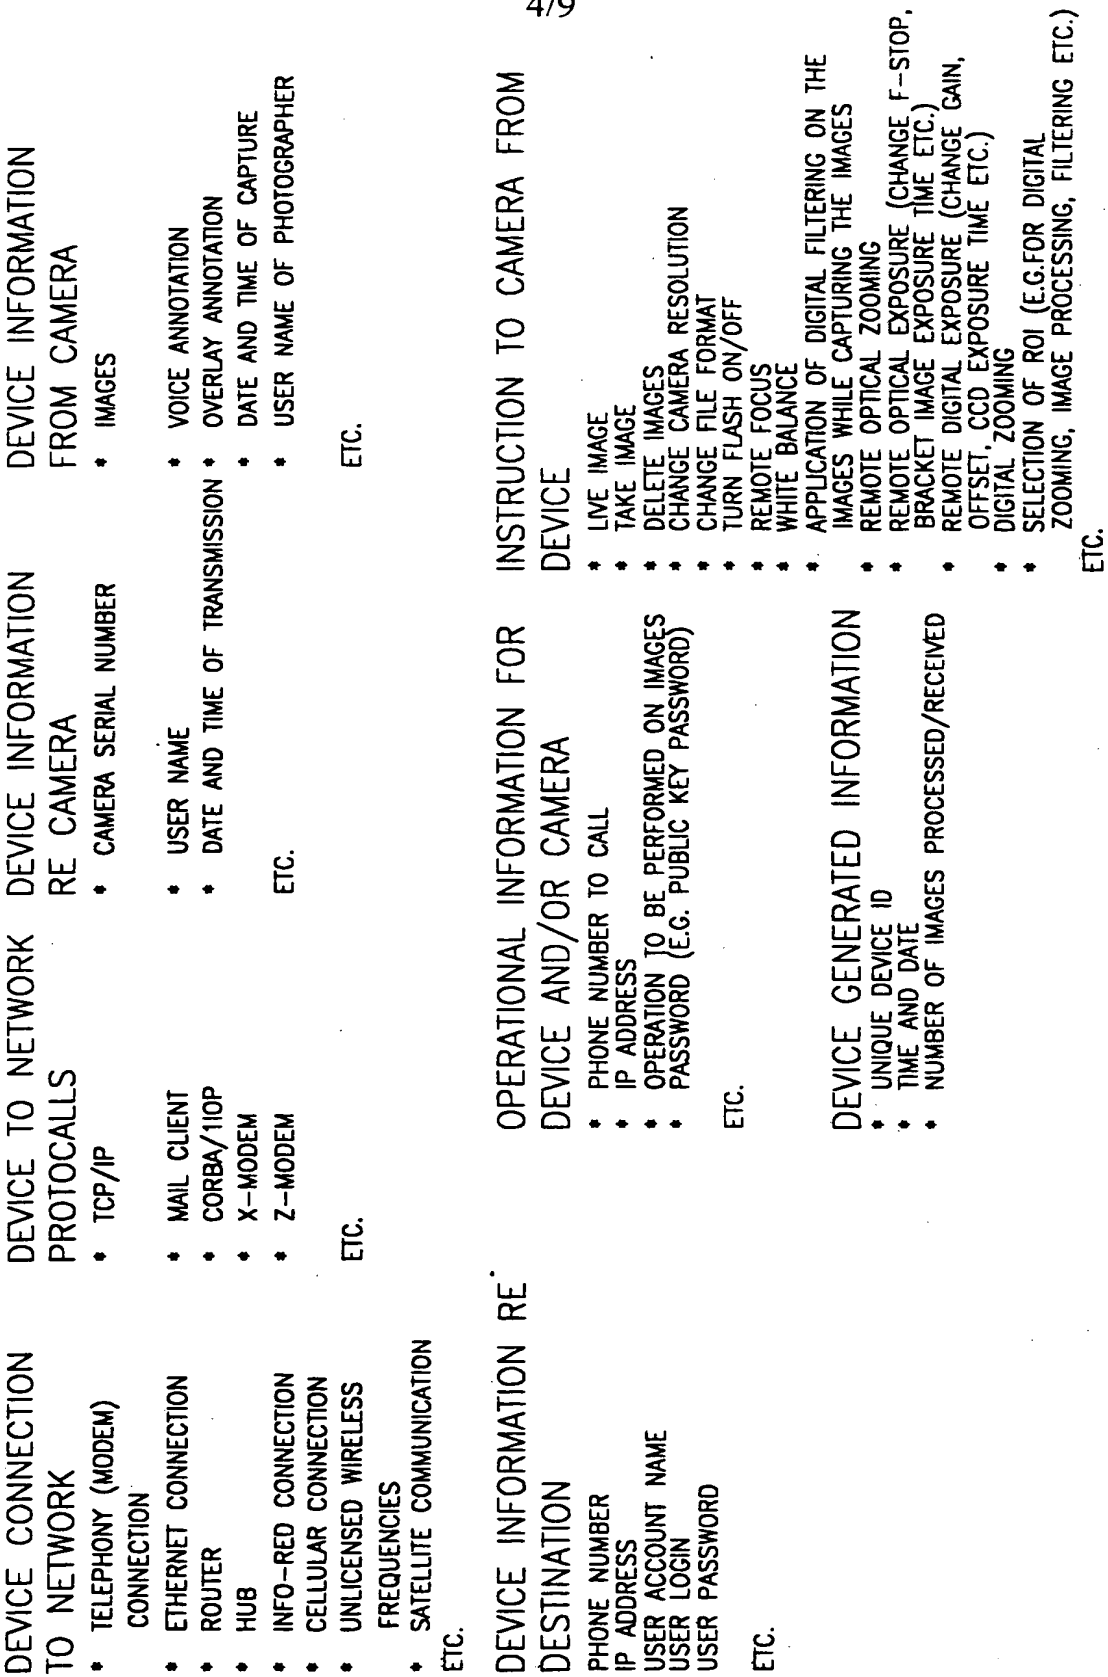 4/9
DEVICE CONNECTION
TO NETWORK
* TELEPHONY (MODEM)
CONNECTION
* ETHERNET CONNECTION
* ROUTER
* HUB
* INFO-RED CONNECTION
* CELLULAR CONNECTION
* UNLICENSED WIRELESS
FREQUENCIES
* SATELLITE COMMUNICATION
ETC.
DEVICE TO NETWORK
PROTOCALLS
* TCP/IP
* MAIL CLIENT
* CORBA/1IOP
* X-MODEM
* Z-MODEM
ETC.
DEVICE INFORMATION
RE CAMERA
* CAMERA SERIAL NUMBER
* USER NAME
* DATE AND TIME OF TRANSMISSION
ETC.
DEVICE INFORMATION
FROM CAMERA
* IMAGES
* VOICE ANNOTATION
* OVERLAY ANNOTATION
* DATE AND TIME OF CAPTURE
* USER NAME OF PHOTOGRAPHER
ETC.
DEVICE INFORMATION RE
DESTINATION
PHONE NUMBER
IP ADDRESS
USER ACCOUNT NAME
USER LOGIN
USER PASSWORD
ETC.
OPERATIONAL INFORMATION FOR
DEVICE AND/OR CAMERA
* PHONE NUMBER TO CALL
* IP ADDRESS
* OPERATION TO BE PERFORMED ON IMAGES
* PASSWORD (E.G. PUBLIC KEY PASSWORD)
ETC.
DEVICE GENERATED INFORMATION
* UNIQUE DEVICE ID
* TIME AND DATE
* NUMBER OF IMAGES PROCESSED/RECEIVED
INSTRUCTION TO CAMERA FROM
DEVICE
* LIVE IMAGE
* TAKE IMAGE
* DELETE IMAGES
* CHANGE CAMERA RESOLUTION
* CHANGE FILE FORMAT
* TURN FLASH ON/OFF
* REMOTE FOCUS
* WHITE BALANCE
* APPLICATION OF DIGITAL FILTERING ON THE
IMAGES WHILE CAPTURING THE IMAGES
* REMOTE OPTICAL ZOOMING
* REMOTE OPTICAL EXPOSURE (CHANGE F-STOP,
BRACKET IMAGE EXPOSURE TIME ETC.)
* REMOTE DIGITAL EXPOSURE (CHANGE GAIN,
OFFSET, CCD EXPOSURE TIME ETC.)
* DIGITAL ZOOMING
* SELECTION OF ROI (E.G.FOR DIGITAL
ZOOMING, IMAGE PROCESSING, FILTERING ETC.)
ETC.